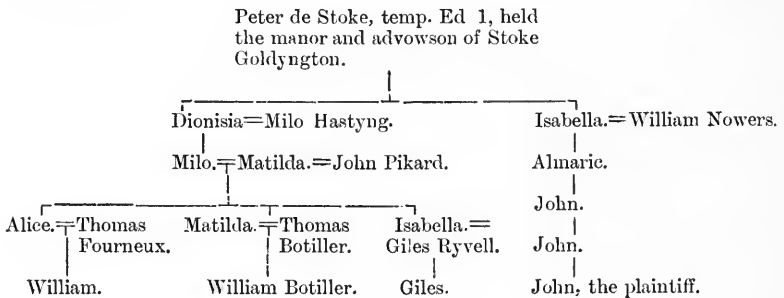 Peter de Stoke, temp. Ed 1, held
the manor and advowson of Stoke
Goldyngton.
Dionisia=Milo Hastyng. Isabella.=William Nowers.
Milo.=Matilda.=John Pikard. Almaric.
John.
Alice.=Thomas Matilda.=Thomas Isabella.=
Fourneux. Botiller. Giles Ryvell. John.
William. William Botiller. Giles. John, the plaintiff.